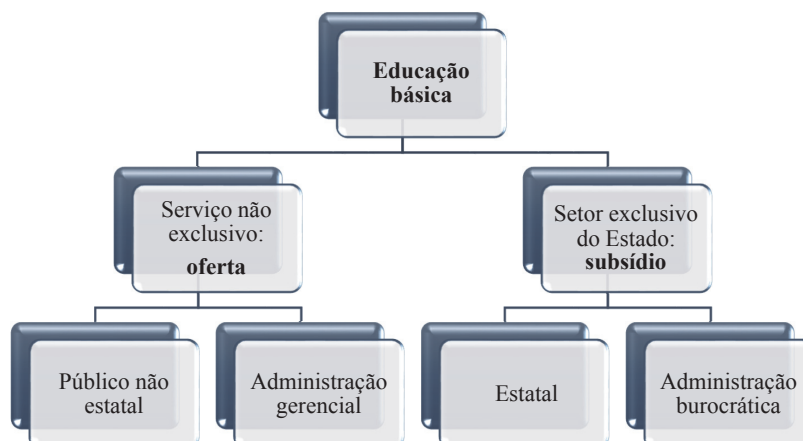 Educação
básica
Serviço não
exclusivo:
oferta
Setor exclusivo
do Estado:
subsídio
Público não
estatal
Administração
gerencial
Estatal
Administração
burocrática